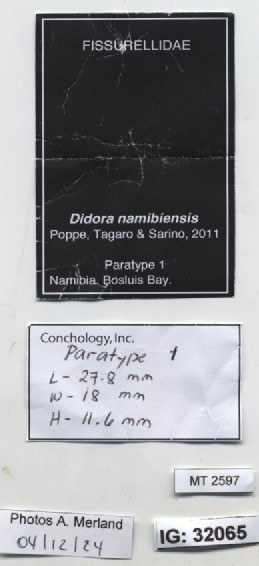 FISSURELLIDAE
Didora namibiensis
Poppe, Tagaro & Sarino, 2011
Paratype 1
Namibia. Bosluis Bay.
Conchology, Inc.
Paratype 1
L - 27.8 mm
W - 18 mm
H - 11.6 mm
MT 2597
Photos A. Merland
04/12/24
IG: 32065